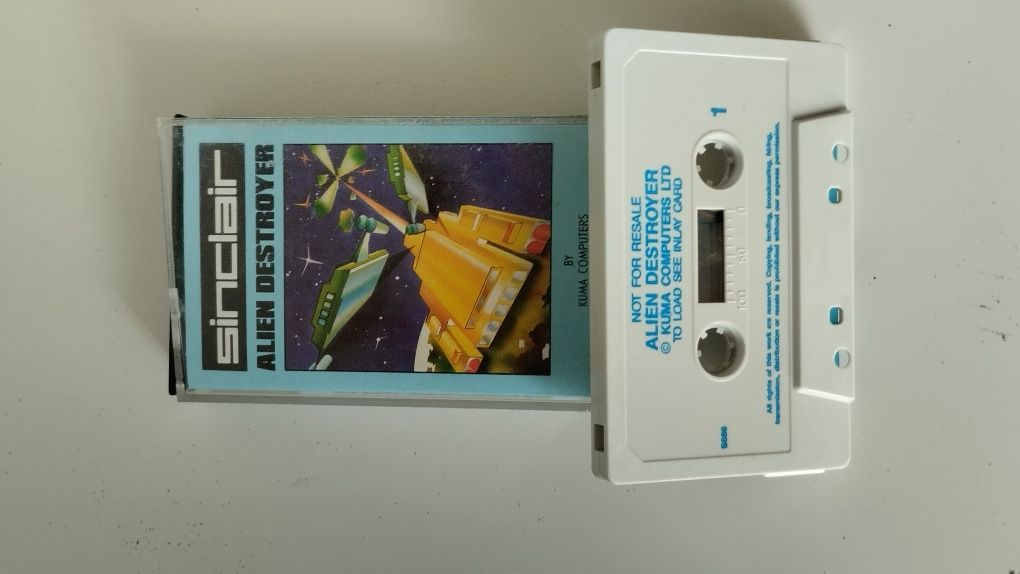 sinclair
ALIEN DESTROYER
BY
KUMA COMPUTERS
1
NOT FOR RESALE
ALIEN DESTROYER
© KUMA COMPUTERS LTD
TO LOAD SEE INLAY CARD
100 50 0
All rights of this work are reserved. Copying, lending, broadcasting, hiring,
transmission, distribution or resale is prohibited without our express permission.
S886